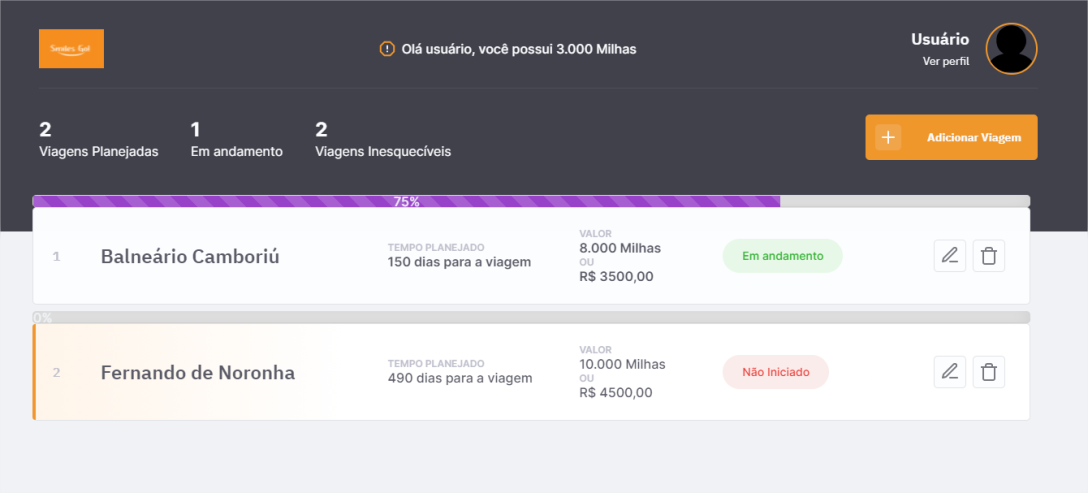 Smiles Gol
Olá usuário, você possui 3.000 Milhas
Usuário
Ver perfil
2
Viagens Planejadas
1
Em andamento
2
Viagens Inesquecíveis
Adicionar Viagem
75%
1
Balneário Camboriú
TEMPO PLANEJADO
150 dias para a viagem
VALOR
8.000 Milhas
OU
R$ 3500,00
Em andamento
0%
2
Fernando de Noronha
TEMPO PLANEJADO
490 dias para a viagem
VALOR
10.000 Milhas
OU
R$ 4500,00
Não Iniciado